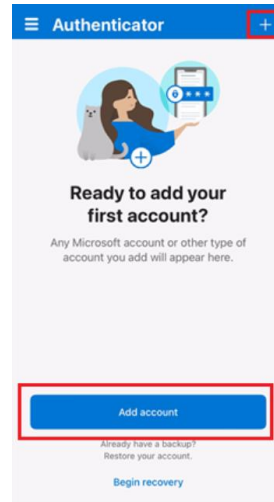 Authenticator
Ready to add your
first account?
Any Microsoft account or other type of
account you add will appear here.
Add account
Already have a backup?
Restore your account.
Begin recovery